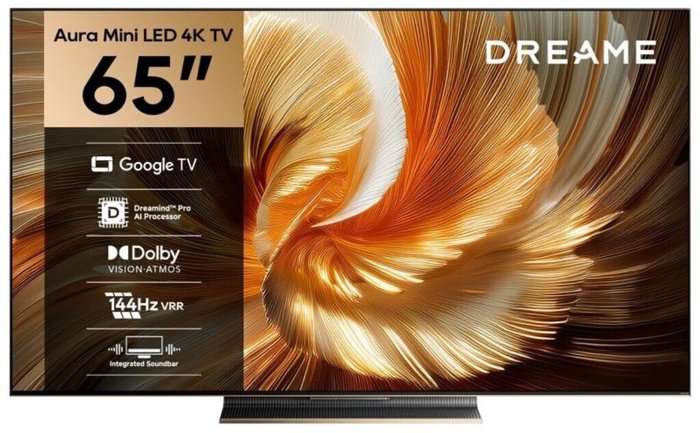 Aura Mini LED 4K TV
65"
DREAME
Google TV
D
Dreamind™ Pro
AI Processor
Dolby
VISION·ATMOS
144Hz VRR
Integrated Soundbar